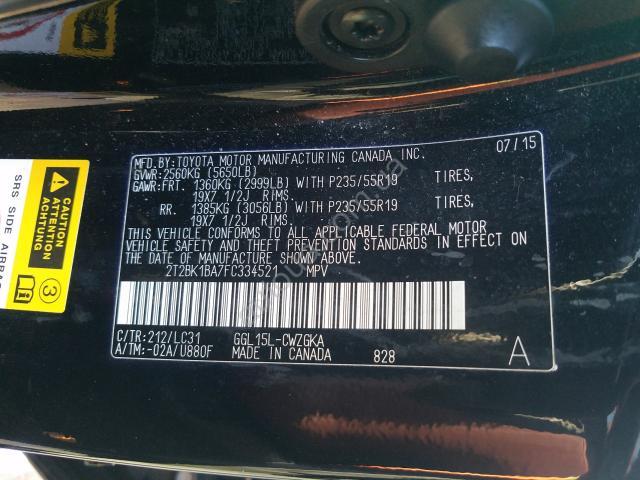 MFD.BY:TOYOTA MOTOR MANUFACTURING CANADA INC. 07/15
GVWR:2560KG (5650LB)
GAWR:FRT. 1360KG (2999LB) WITH P235/55R19 TIRES,
19X7 1/2J RIMS.
RR. 1385KG (3056LB) WITH P235/55R19 TIRES,
19X7 1/2J RIMS.
THIS VEHICLE CONFORMS TO ALL APPLICABLE FEDERAL MOTOR
VEHICLE SAFETY AND THEFT PREVENTION STANDARDS IN EFFECT ON
THE DATE OF MANUFACTURE SHOWN ABOVE.
2T2BK1BA7FC334521 MPV
C/TR:212/LC31 GGL15L-CWZGKA
A/TM:-02A/U880F MADE IN CANADA 828 A
CAUTION
ATTENTION
ACHTUNG
3
SRS SIDE AIRBAG